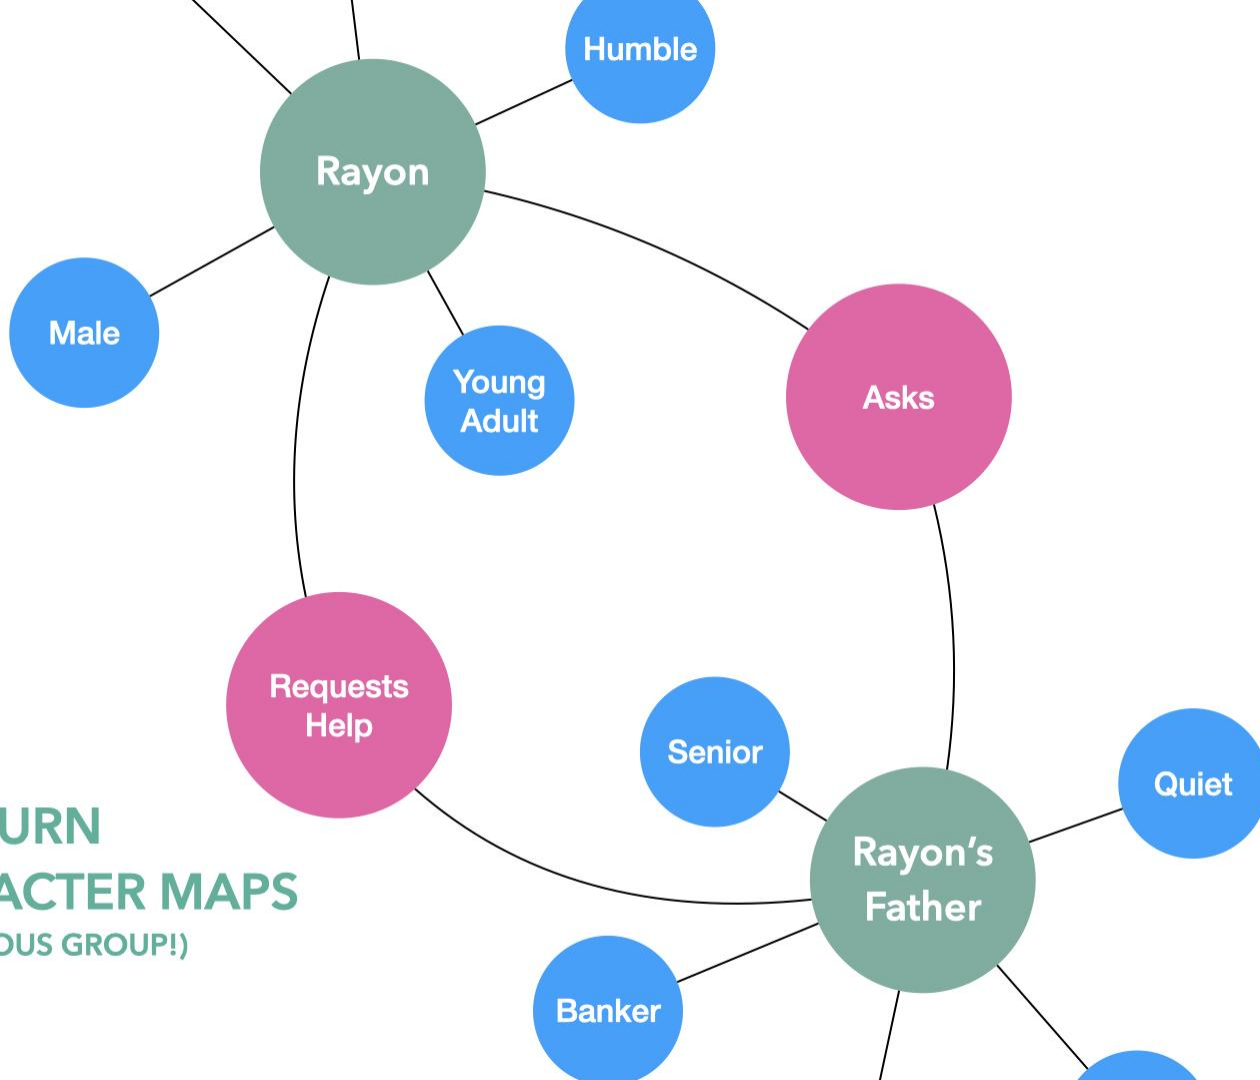 Humble
Rayon
Male
Young
Adult
Asks
Requests
Help
Senior
Quiet
URN
ACTER MAPS
OUS GROUP!)
Rayon’s
Father
Banker